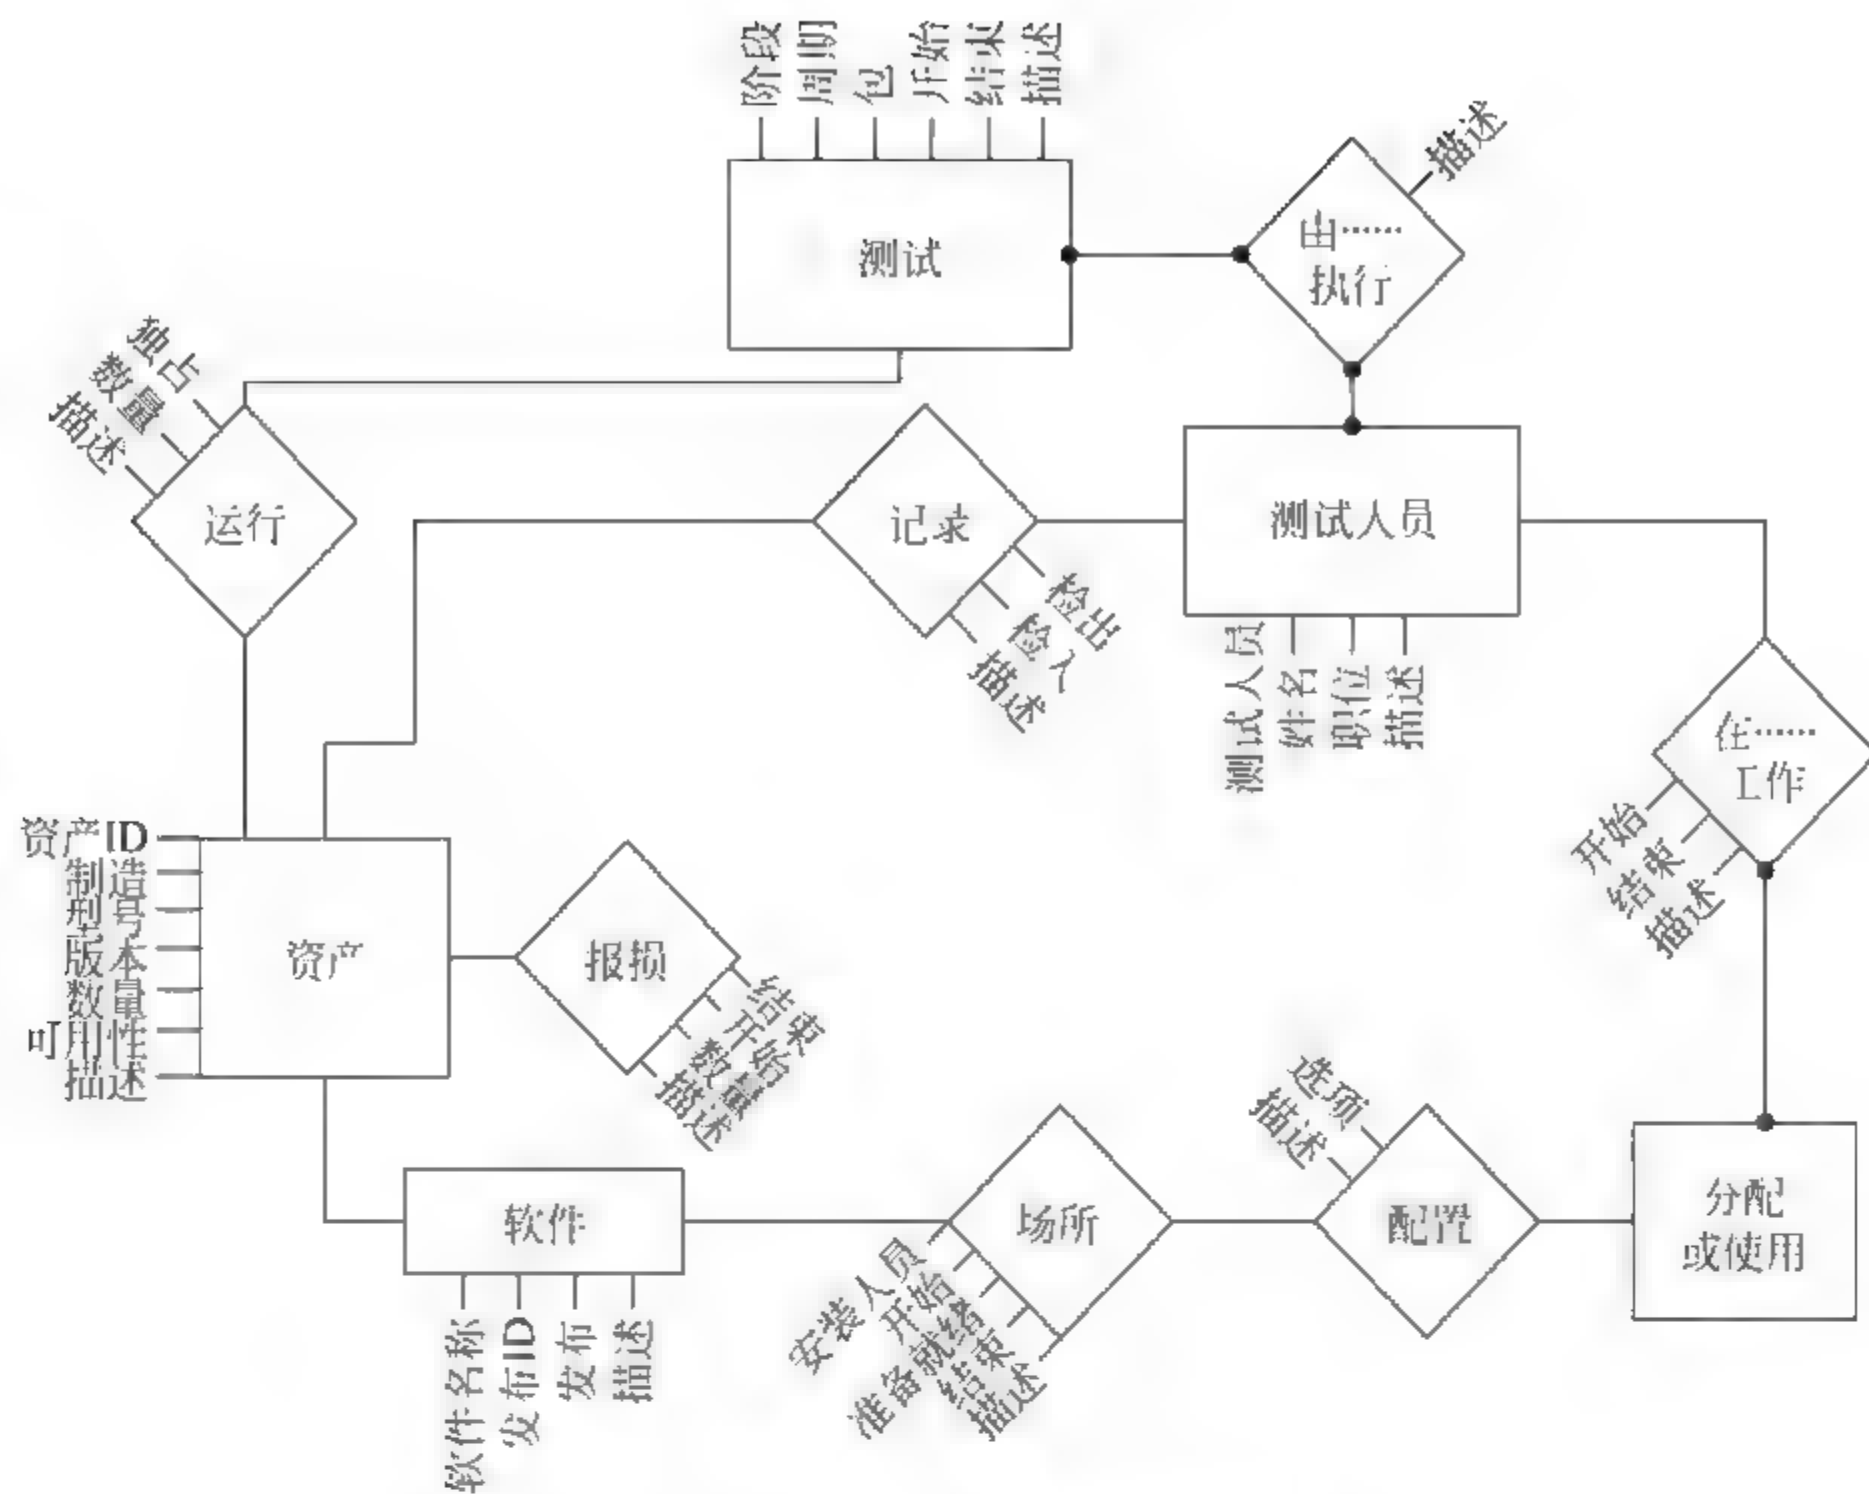 阶段
周期
包
开始
结束
描述
测试
由……
执行
描述
独占
数量
描述
运行
记录
检出
检入
描述
测试人员
测试人员
姓名
职位
描述
任……
工作
开始
结束
描述
资产ID
制造
型号
版本
数量
可用性
描述
资产
报损
结束
开始
数量
描述
软件
软件名称
发布ID
发布
描述
场所
安装人员
开始
准备就绪
结束
描述
选项
描述
配置
分配
或使用